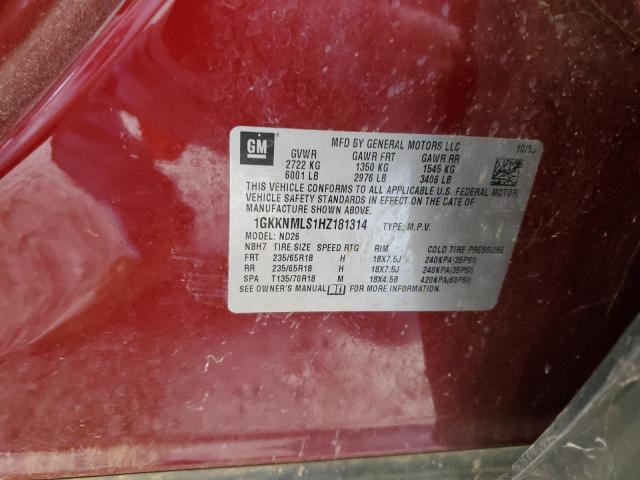 GM
MFD BY GENERAL MOTORS LLC
GVWR GAWR FRT GAWR RR
2722 KG 1350 KG 1545 KG
6001 LB 2976 LB 3406 LB
THIS VEHICLE CONFORMS TO ALL APPLICABLE U.S. FEDERAL MOTOR
VEHICLE SAFETY STANDARDS IN EFFECT ON THE DATE OF
MANUFACTURE SHOWN ABOVE.
1GKKNMLS1HZ181314 TYPE: M.P.V.
MODEL: ND26
NBH7 TIRE SIZE SPEED RTG RIM COLD TIRE PRESSURE
FRT 235/65R18 H 18X7.5J 240KPA(35PSI)
RR 235/65R18 H 18X7.5J 240KPA(35PSI)
SPA T135/70R18 M 18X4.5B 420KPA(60PSI)
SEE OWNER'S MANUAL FOR MORE INFORMATION.